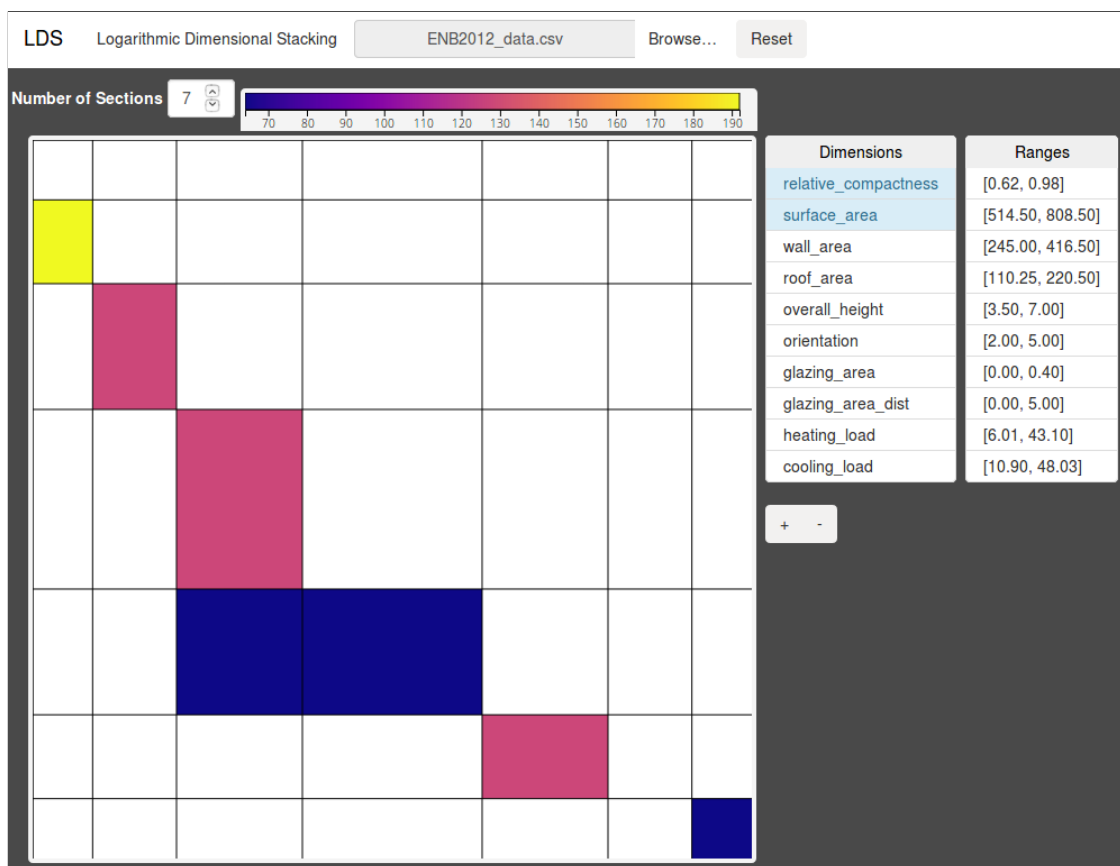 LDS Logarithmic Dimensional Stacking ENB2012_data.csv Browse... Reset
Number of Sections 7
70 80 90 100 110 120 130 140 150 160 170 180 190
Dimensions Ranges
relative_compactness [0.62, 0.98]
surface_area [514.50, 808.50]
wall_area [245.00, 416.50]
roof_area [110.25, 220.50]
overall_height [3.50, 7.00]
orientation [2.00, 5.00]
glazing_area [0.00, 0.40]
glazing_area_dist [0.00, 5.00]
heating_load [6.01, 43.10]
cooling_load [10.90, 48.03]
+ -